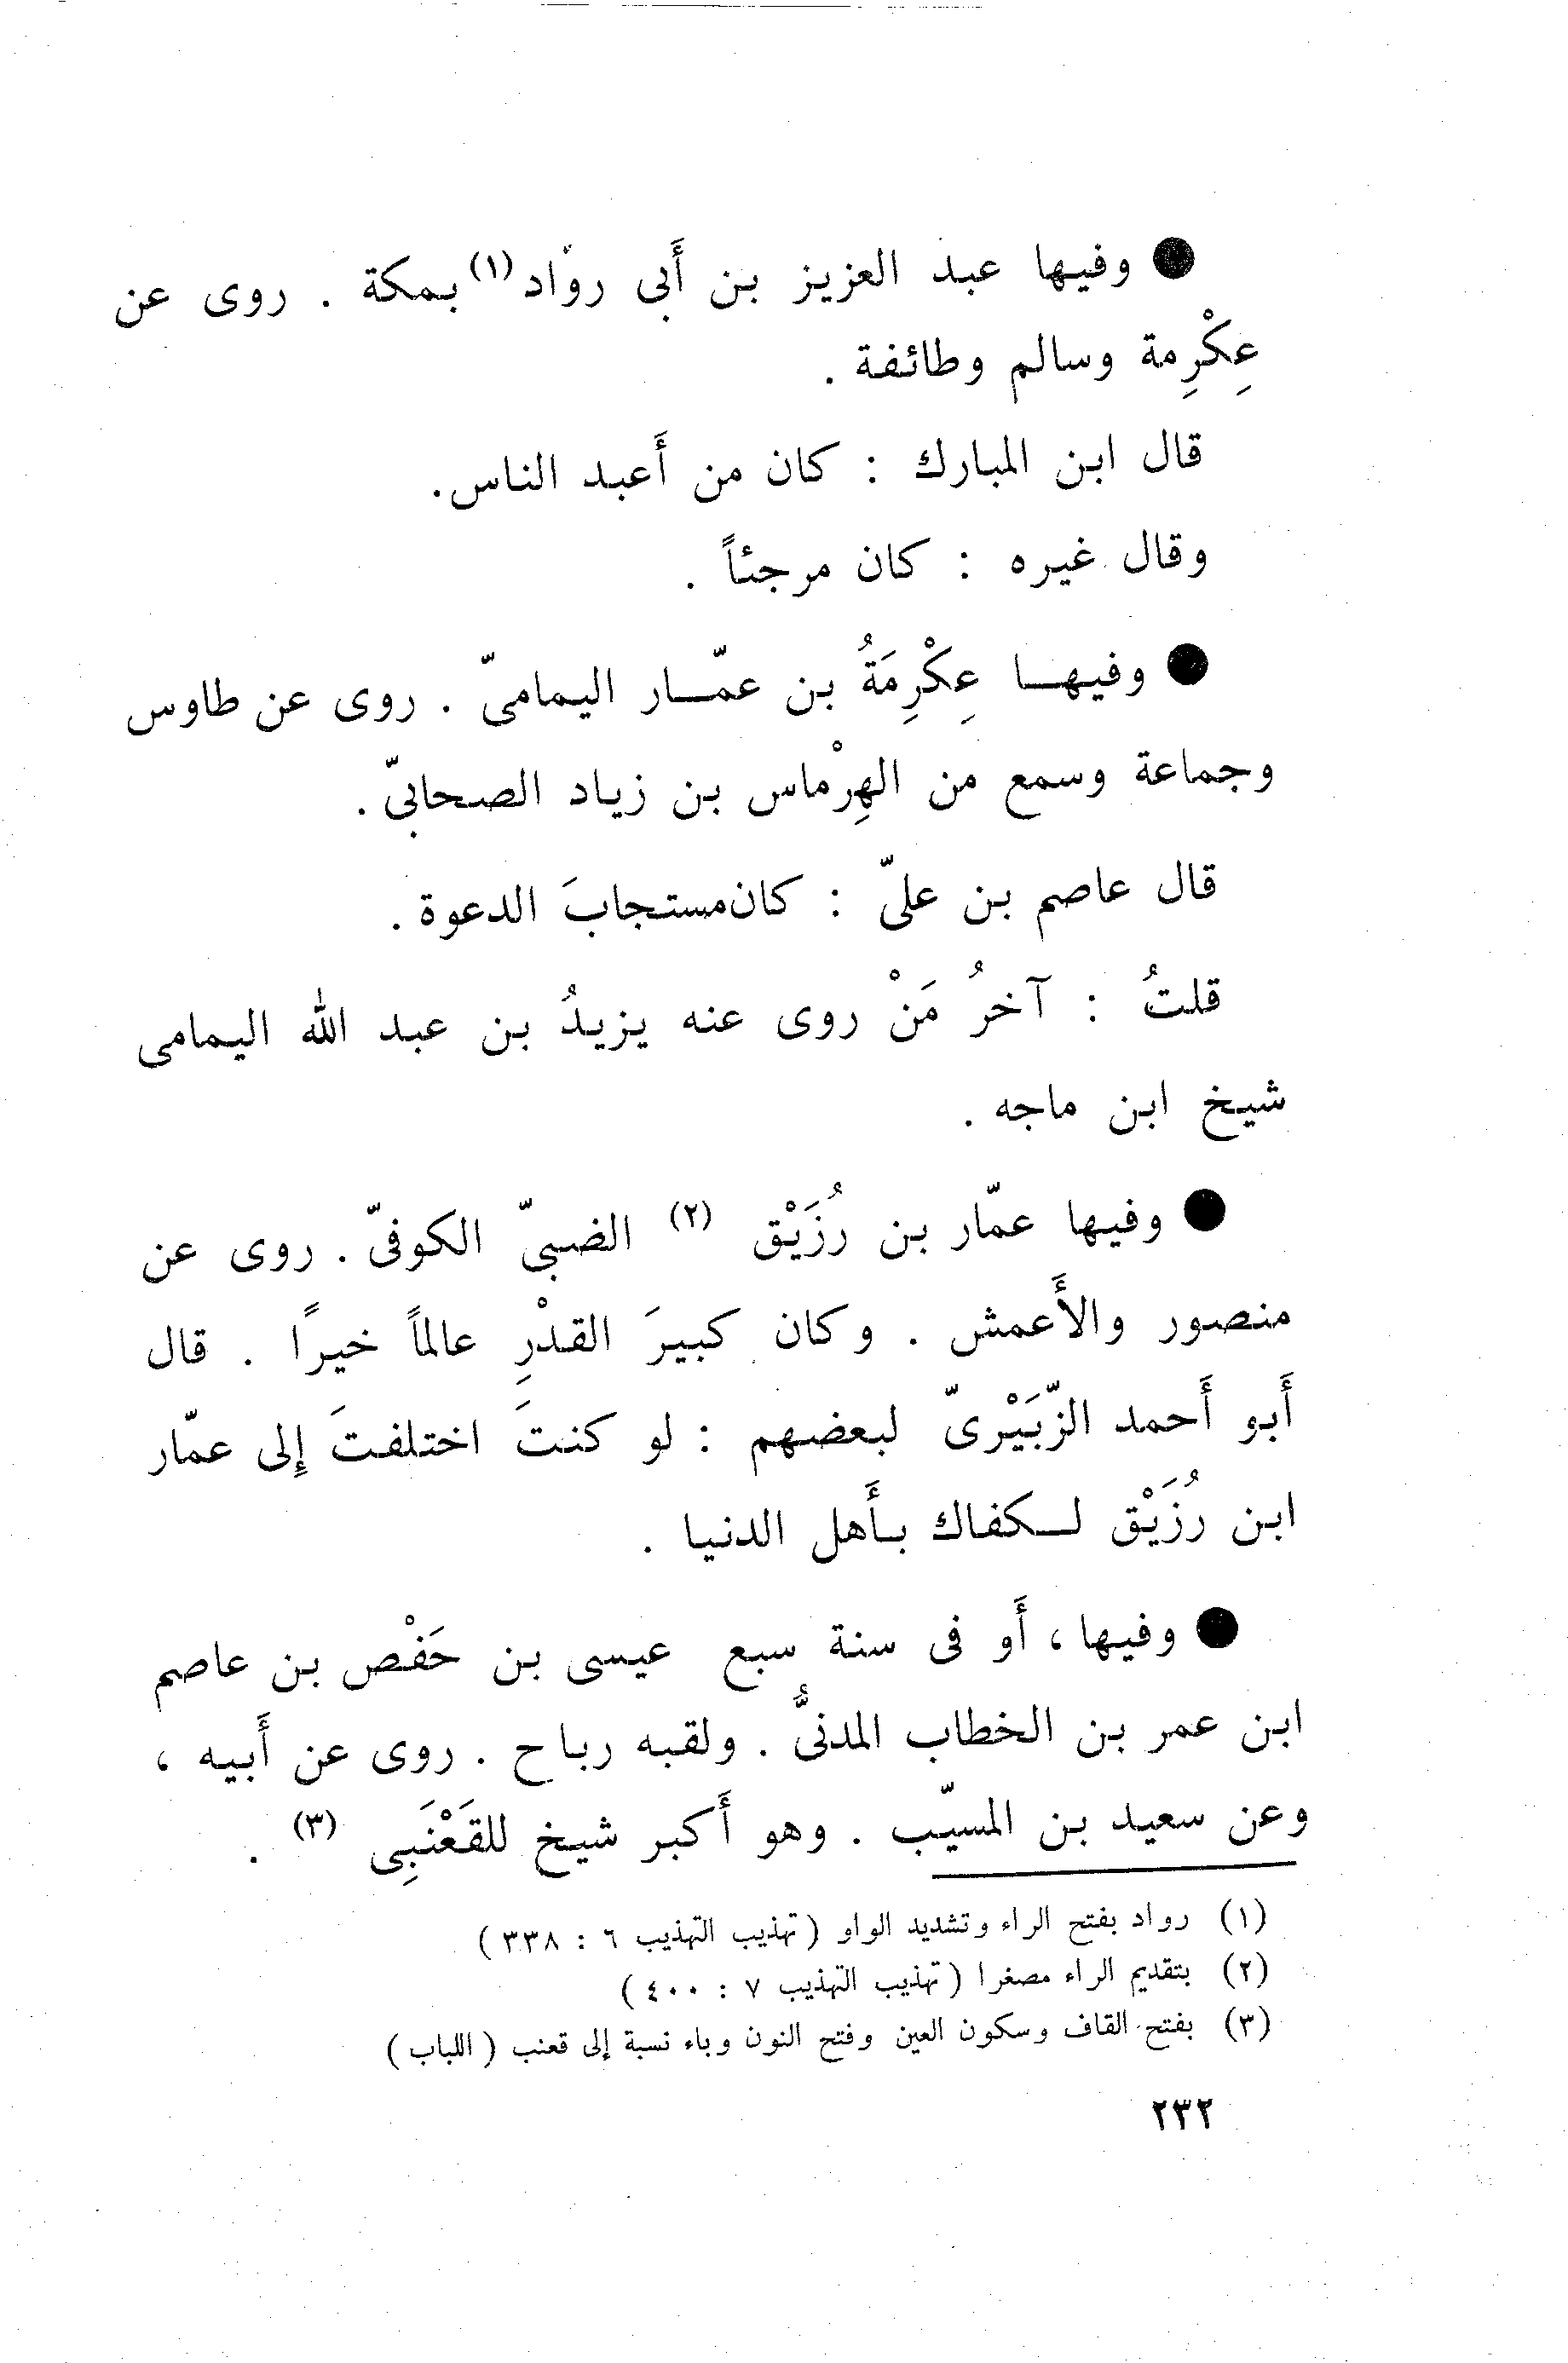 ● وفيها عبد العزيز بن أَبى روّاد (١) بمكة . روى عن
عِكْرِمة وسالم وطائفة .
قال ابن المبارك : كان من أَعبد الناس.
وقال غيره : كان مرجئاً .
● وفيهــا عِكْرِمَةُ بن عمّــار اليمامىّ . روى عن طاوس
وجماعة وسمع من الهِرْماس بن زياد الصحابىّ .
قال عاصم بن علىّ : كان مستجابَ الدعوة .
قلتُ : آخرُ مَنْ روى عنه يزيدُ بن عبد الله اليمامى
شيخ ابن ماجه .
● وفيها عمّار بن رُزَيْق (٢) الضبىّ الكوفىّ . روى عن
منصور والأَعمش . وكان كبيرَ القدْرِ عالماً خيرًا . قال
أَبو أَحمد الزّبَيْرىّ لبعضهم : لو كنتَ اختلفتَ إلى عمّار
ابن رُزَيْق لــكفاك بأَهل الدنيا .
● وفيها ، أَو فى سنة سبع عيسى بن حَفْص بن عاصم
ابن عمر بن الخطاب المدنىُّ . ولقبه رباح . روى عن أَبيه ،
وعن سعيد بن المسيّب . وهو أَكبر شيخ للقَعْنَبِى (٣) .
(١) رواد بفتح الراء وتشديد الواو ( تهذيب التهذيب ٦ : ٣٣٨ )
(٢) بتقديم الراء مصغرا ( تهذيب التهذيب ٧ : ٤٠٠ )
(٣) بفتح القاف وسكون العين وفتح النون وباء نسبة إلى قعنب ( اللباب )
٢٣٢